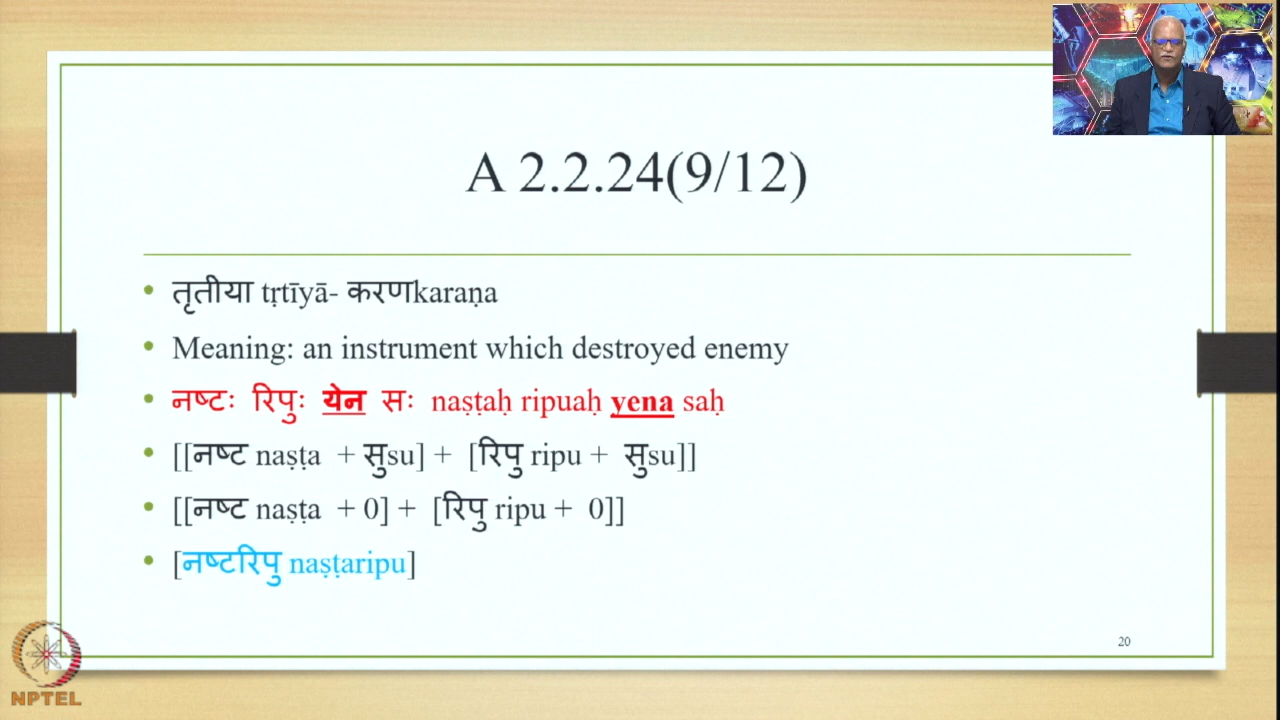 A 2.2.24(9/12)
तृतीया tṛtīyā- करणkaraṇa
Meaning: an instrument which destroyed enemy
नष्टः रिपुः येन सः naṣṭaḥ ripuaḥ yena saḥ
[[नष्ट naṣṭa + सुsu] + [रिपु ripu + सुsu]]
[[नष्ट naṣṭa + 0] + [रिपु ripu + 0]]
[नष्टरिपु naṣṭaripu]
20
NPTEL